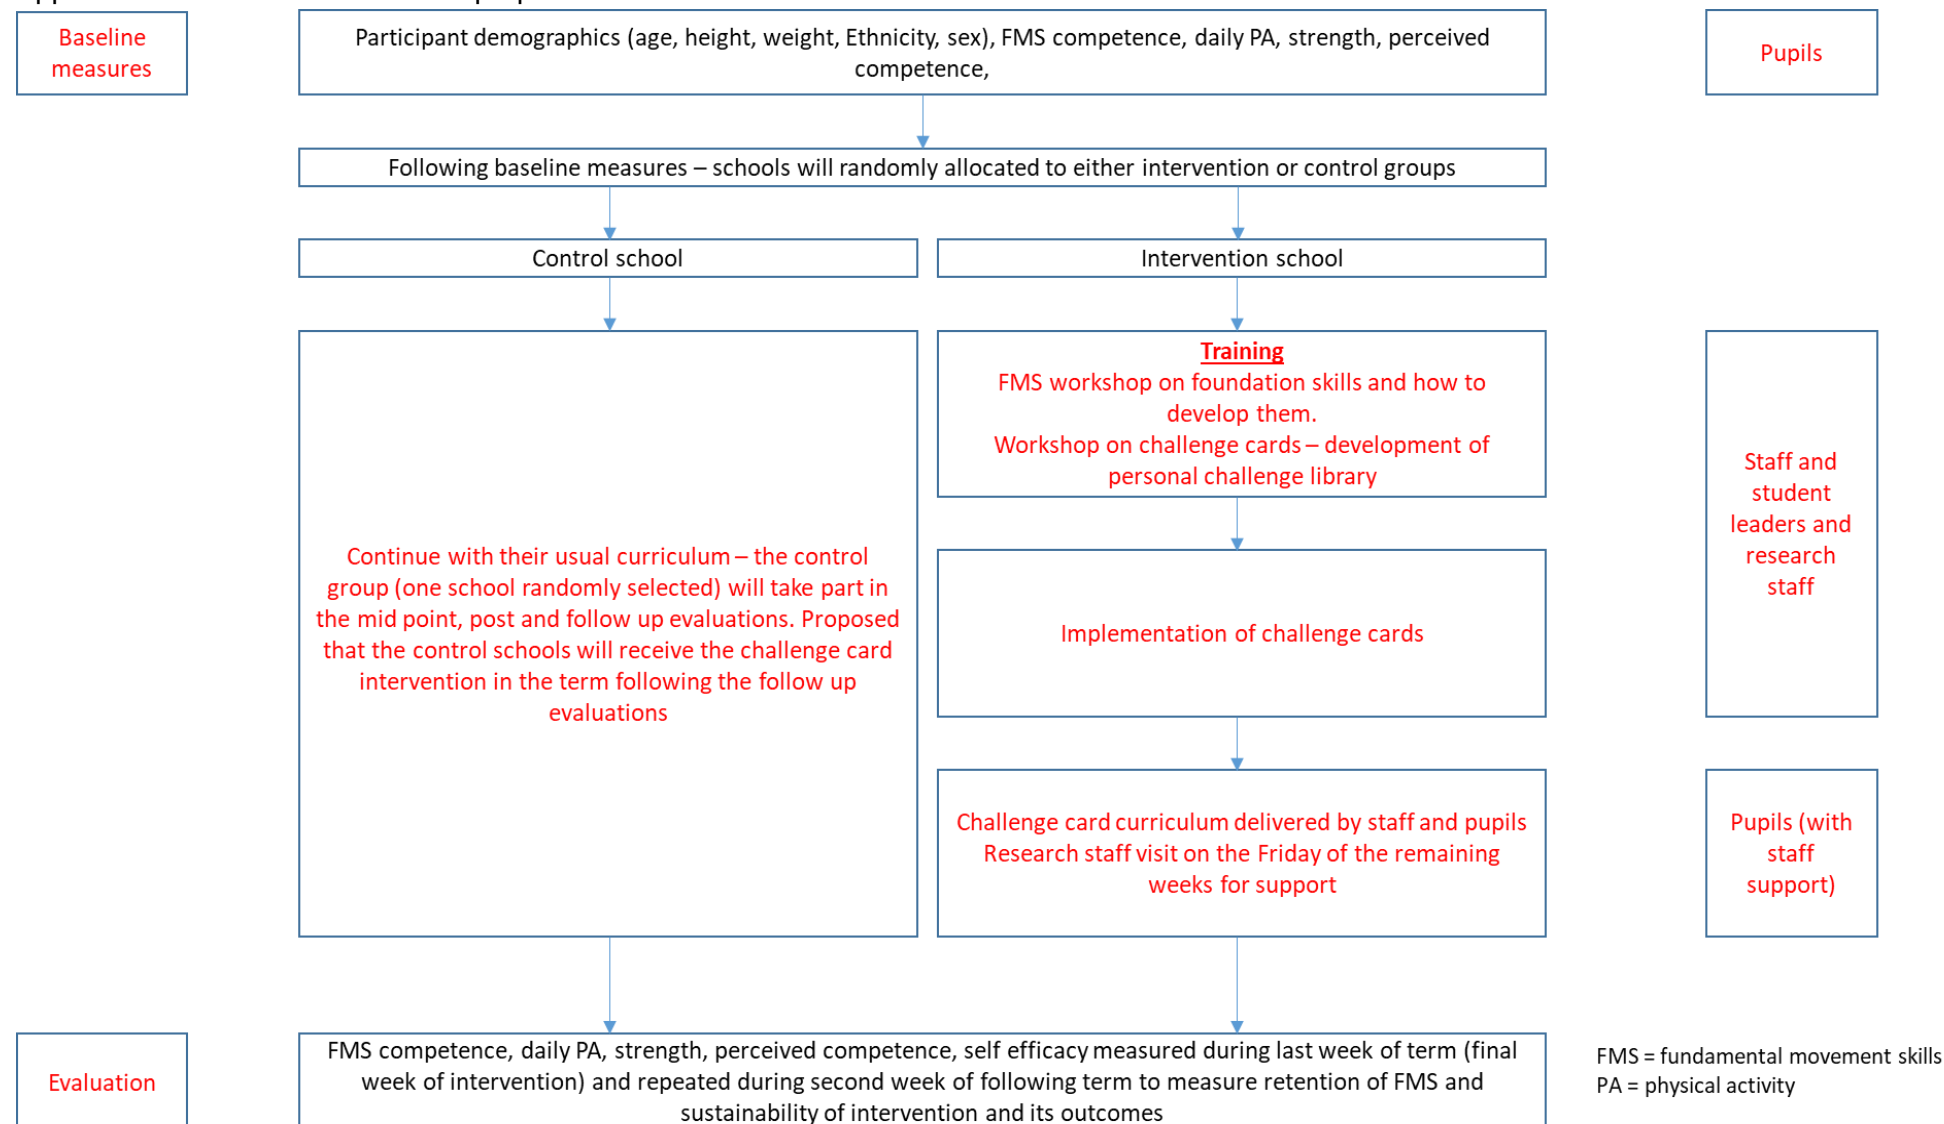 Baseline
measures
Participant demographics (age, height, weight, Ethnicity, sex), FMS competence, daily PA, strength, perceived
competence,
Pupils
Following baseline measures – schools will randomly allocated to either intervention or control groups
Control school
Intervention school
Continue with their usual curriculum – the control
group (one school randomly selected) will take part in
the mid point, post and follow up evaluations. Proposed
that the control schools will receive the challenge card
intervention in the term following the follow up
evaluations
Training
FMS workshop on foundation skills and how to
develop them.
Workshop on challenge cards – development of
personal challenge library
Implementation of challenge cards
Staff and
student
leaders and
research
staff
Challenge card curriculum delivered by staff and pupils
Research staff visit on the Friday of the remaining
weeks for support
Pupils (with
staff
support)
Evaluation
FMS competence, daily PA, strength, perceived competence, self efficacy measured during last week of term (final
week of intervention) and repeated during second week of following term to measure retention of FMS and
sustainability of intervention and its outcomes
FMS = fundamental movement skills
PA = physical activity